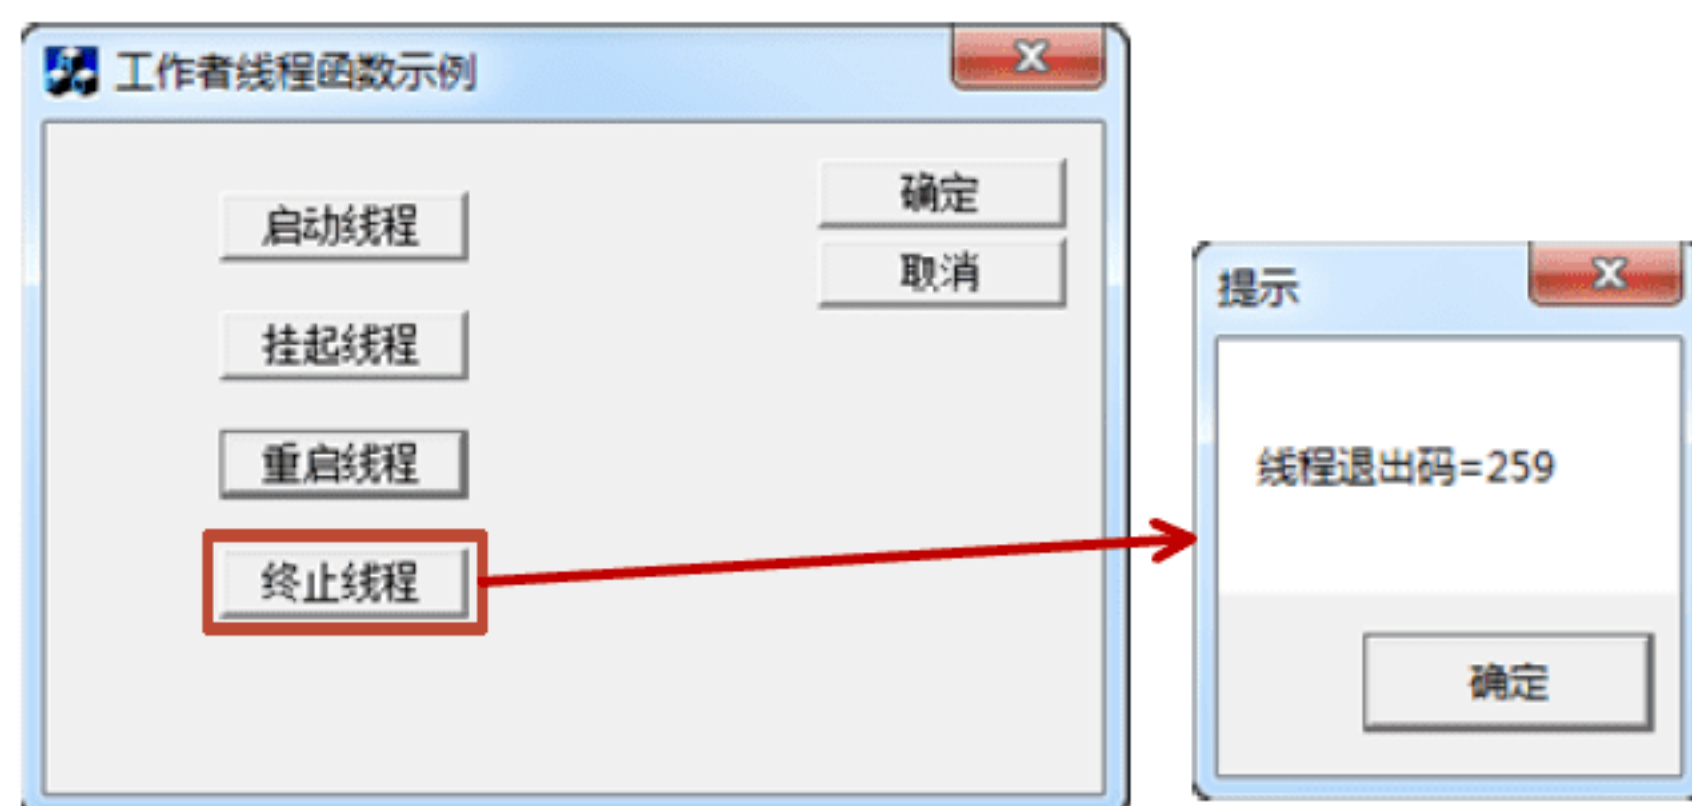 工作者线程函数示例
启动线程
挂起线程
重启线程
终止线程
确定
取消
提示
线程退出码=259
确定